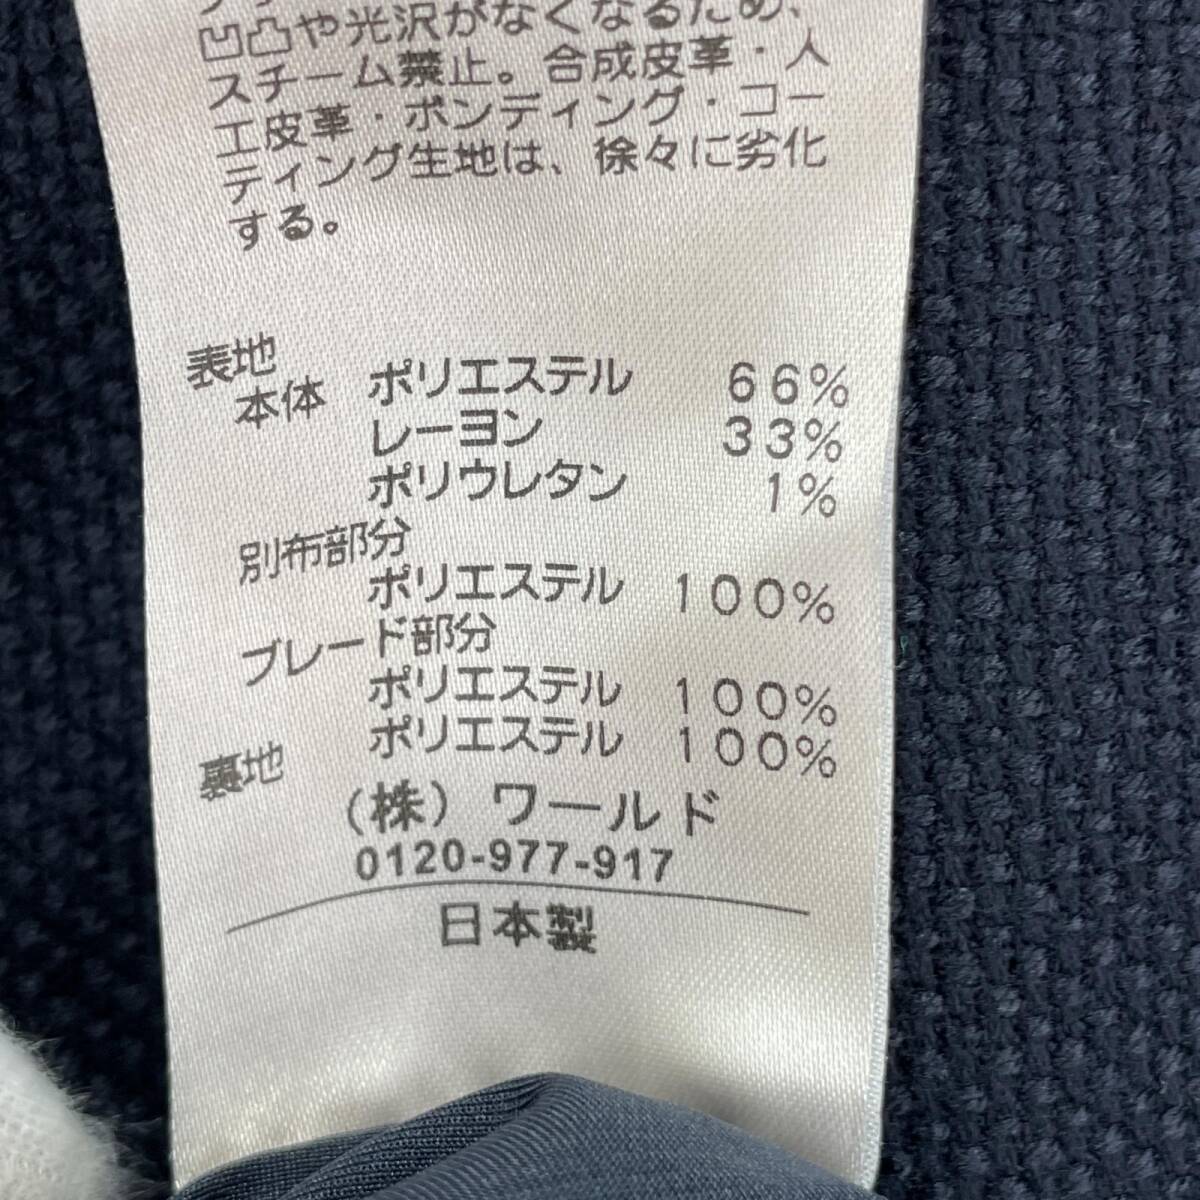 凹凸や光沢がなくなるため、
スチーム禁止。合成皮革・人
工皮革・ボンディング・コー
ティング生地は、徐々に劣化
する。
表地
本体 ポリエステル 66%
レーヨン 33%
ポリウレタン 1%
別布部分
ポリエステル 100%
ブレード部分
ポリエステル 100%
裏地 ポリエステル 100%
(株) ワールド
0120-977-917
日本製